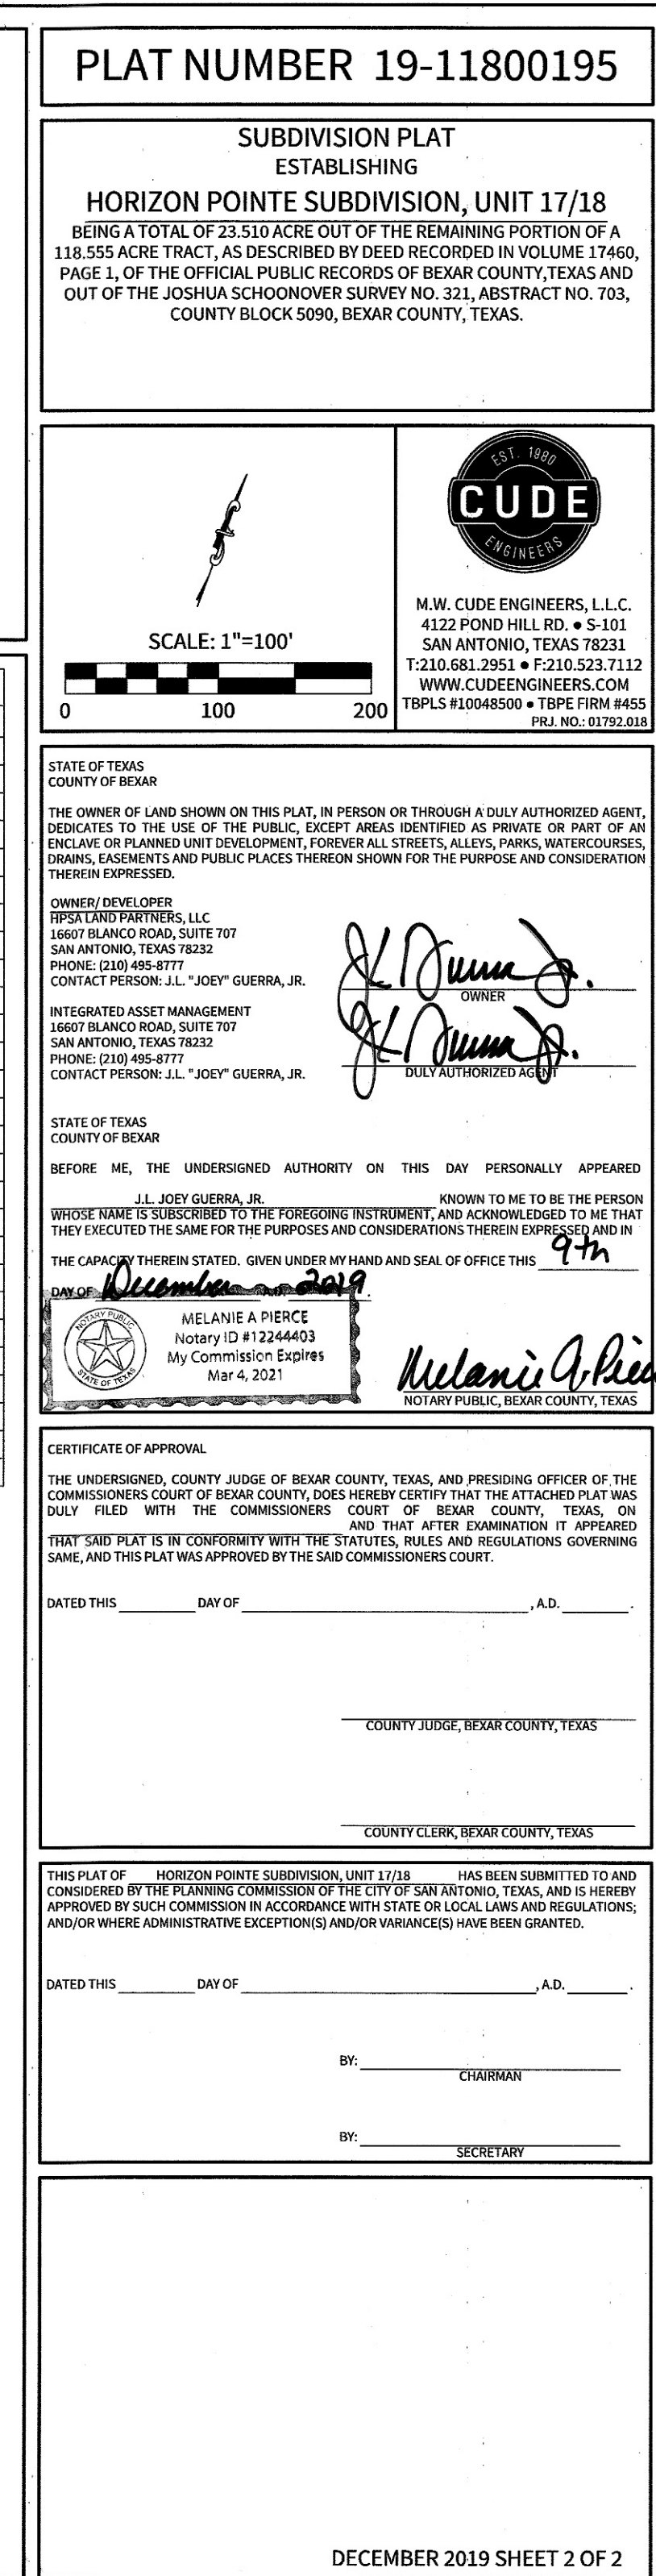 PLAT NUMBER 19-11800195
SUBDIVISION PLAT
ESTABLISHING
HORIZON POINTE SUBDIVISION, UNIT 17/18
BEING A TOTAL OF 23.510 ACRE OUT OF THE REMAINING PORTION OF A
118.555 ACRE TRACT, AS DESCRIBED BY DEED RECORDED IN VOLUME 17460,
PAGE 1, OF THE OFFICIAL PUBLIC RECORDS OF BEXAR COUNTY,TEXAS AND
OUT OF THE JOSHUA SCHOONOVER SURVEY NO. 321, ABSTRACT NO. 703,
COUNTY BLOCK 5090, BEXAR COUNTY, TEXAS.
SCALE: 1"=100'
0 100 200
EST. 1980
CUDE
ENGINEERS
M.W. CUDE ENGINEERS, L.L.C.
4122 POND HILL RD. • S-101
SAN ANTONIO, TEXAS 78231
T:210.681.2951 • F:210.523.7112
WWW.CUDEENGINEERS.COM
TBPLS #10048500 • TBPE FIRM #455
PRJ. NO.: 01792.018
STATE OF TEXAS
COUNTY OF BEXAR
THE OWNER OF LAND SHOWN ON THIS PLAT, IN PERSON OR THROUGH A DULY AUTHORIZED AGENT,
DEDICATES TO THE USE OF THE PUBLIC, EXCEPT AREAS IDENTIFIED AS PRIVATE OR PART OF AN
ENCLAVE OR PLANNED UNIT DEVELOPMENT, FOREVER ALL STREETS, ALLEYS, PARKS, WATERCOURSES,
DRAINS, EASEMENTS AND PUBLIC PLACES THEREON SHOWN FOR THE PURPOSE AND CONSIDERATION
THEREIN EXPRESSED.
OWNER/ DEVELOPER
HPSA LAND PARTNERS, LLC
16607 BLANCO ROAD, SUITE 707
SAN ANTONIO, TEXAS 78232
PHONE: (210) 495-8777
CONTACT PERSON: J.L. "JOEY" GUERRA, JR.
OWNER
INTEGRATED ASSET MANAGEMENT
16607 BLANCO ROAD, SUITE 707
SAN ANTONIO, TEXAS 78232
PHONE: (210) 495-8777
CONTACT PERSON: J.L. "JOEY" GUERRA, JR.
DULY AUTHORIZED AGENT
STATE OF TEXAS
COUNTY OF BEXAR
BEFORE ME, THE UNDERSIGNED AUTHORITY ON THIS DAY PERSONALLY APPEARED
J.L. JOEY GUERRA, JR. KNOWN TO ME TO BE THE PERSON
WHOSE NAME IS SUBSCRIBED TO THE FOREGOING INSTRUMENT, AND ACKNOWLEDGED TO ME THAT
THEY EXECUTED THE SAME FOR THE PURPOSES AND CONSIDERATIONS THEREIN EXPRESSED AND IN
THE CAPACITY THEREIN STATED. GIVEN UNDER MY HAND AND SEAL OF OFFICE THIS 9th
DAY OF December A.D. 2019.
NOTARY PUBLIC
STATE OF TEXAS
MELANIE A PIERCE
Notary ID #12244403
My Commission Expires
Mar 4, 2021
Melanie A. Pie
NOTARY PUBLIC, BEXAR COUNTY, TEXAS
CERTIFICATE OF APPROVAL
THE UNDERSIGNED, COUNTY JUDGE OF BEXAR COUNTY, TEXAS, AND PRESIDING OFFICER OF THE
COMMISSIONERS COURT OF BEXAR COUNTY, DOES HEREBY CERTIFY THAT THE ATTACHED PLAT WAS
DULY FILED WITH THE COMMISSIONERS COURT OF BEXAR COUNTY, TEXAS, ON
AND THAT AFTER EXAMINATION IT APPEARED
THAT SAID PLAT IS IN CONFORMITY WITH THE STATUTES, RULES AND REGULATIONS GOVERNING
SAME, AND THIS PLAT WAS APPROVED BY THE SAID COMMISSIONERS COURT.
DATED THIS DAY OF , A.D. .
COUNTY JUDGE, BEXAR COUNTY, TEXAS
COUNTY CLERK, BEXAR COUNTY, TEXAS
THIS PLAT OF HORIZON POINTE SUBDIVISION, UNIT 17/18 HAS BEEN SUBMITTED TO AND
CONSIDERED BY THE PLANNING COMMISSION OF THE CITY OF SAN ANTONIO, TEXAS, AND IS HEREBY
APPROVED BY SUCH COMMISSION IN ACCORDANCE WITH STATE OR LOCAL LAWS AND REGULATIONS;
AND/OR WHERE ADMINISTRATIVE EXCEPTION(S) AND/OR VARIANCE(S) HAVE BEEN GRANTED.
DATED THIS DAY OF , A.D. .
BY:
CHAIRMAN
BY:
SECRETARY
DECEMBER 2019 SHEET 2 OF 2